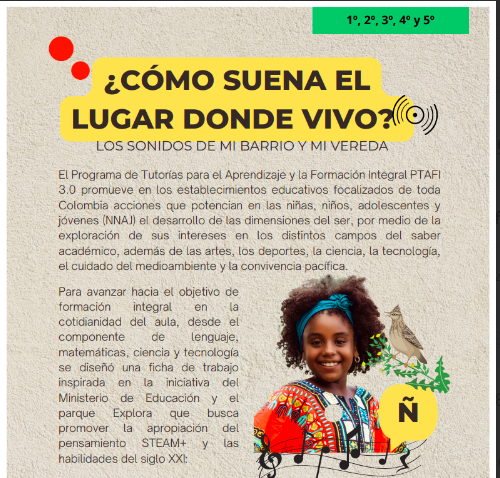 1º, 2º, 3º, 4º y 5º
¿CÓMO SUENA EL
LUGAR DONDE VIVO?
LOS SONIDOS DE MI BARRIO Y MI VEREDA
El Programa de Tutorías para el Aprendizaje y la Formación Integral PTAFI
3.0 promueve en los establecimientos educativos focalizados de toda
Colombia acciones que potencian en las niñas, niños, adolescentes y
jóvenes (NNAJ) el desarrollo de las dimensiones del ser, por medio de la
exploración de sus intereses en los distintos campos del saber
académico, además de las artes, los deportes, la ciencia, la tecnología,
el cuidado del medioambiente y la convivencia pacífica.
Para avanzar hacia el objetivo de
formación integral en la
cotidianidad del aula, desde el
componente de lenguaje,
matemáticas, ciencia y tecnología
se diseñó una ficha de trabajo
inspirada en la iniciativa del
Ministerio de Educación y el
parque Explora que busca
promover la apropiación del
pensamiento STEAM+ y las
habilidades del siglo XXI:
Ñ